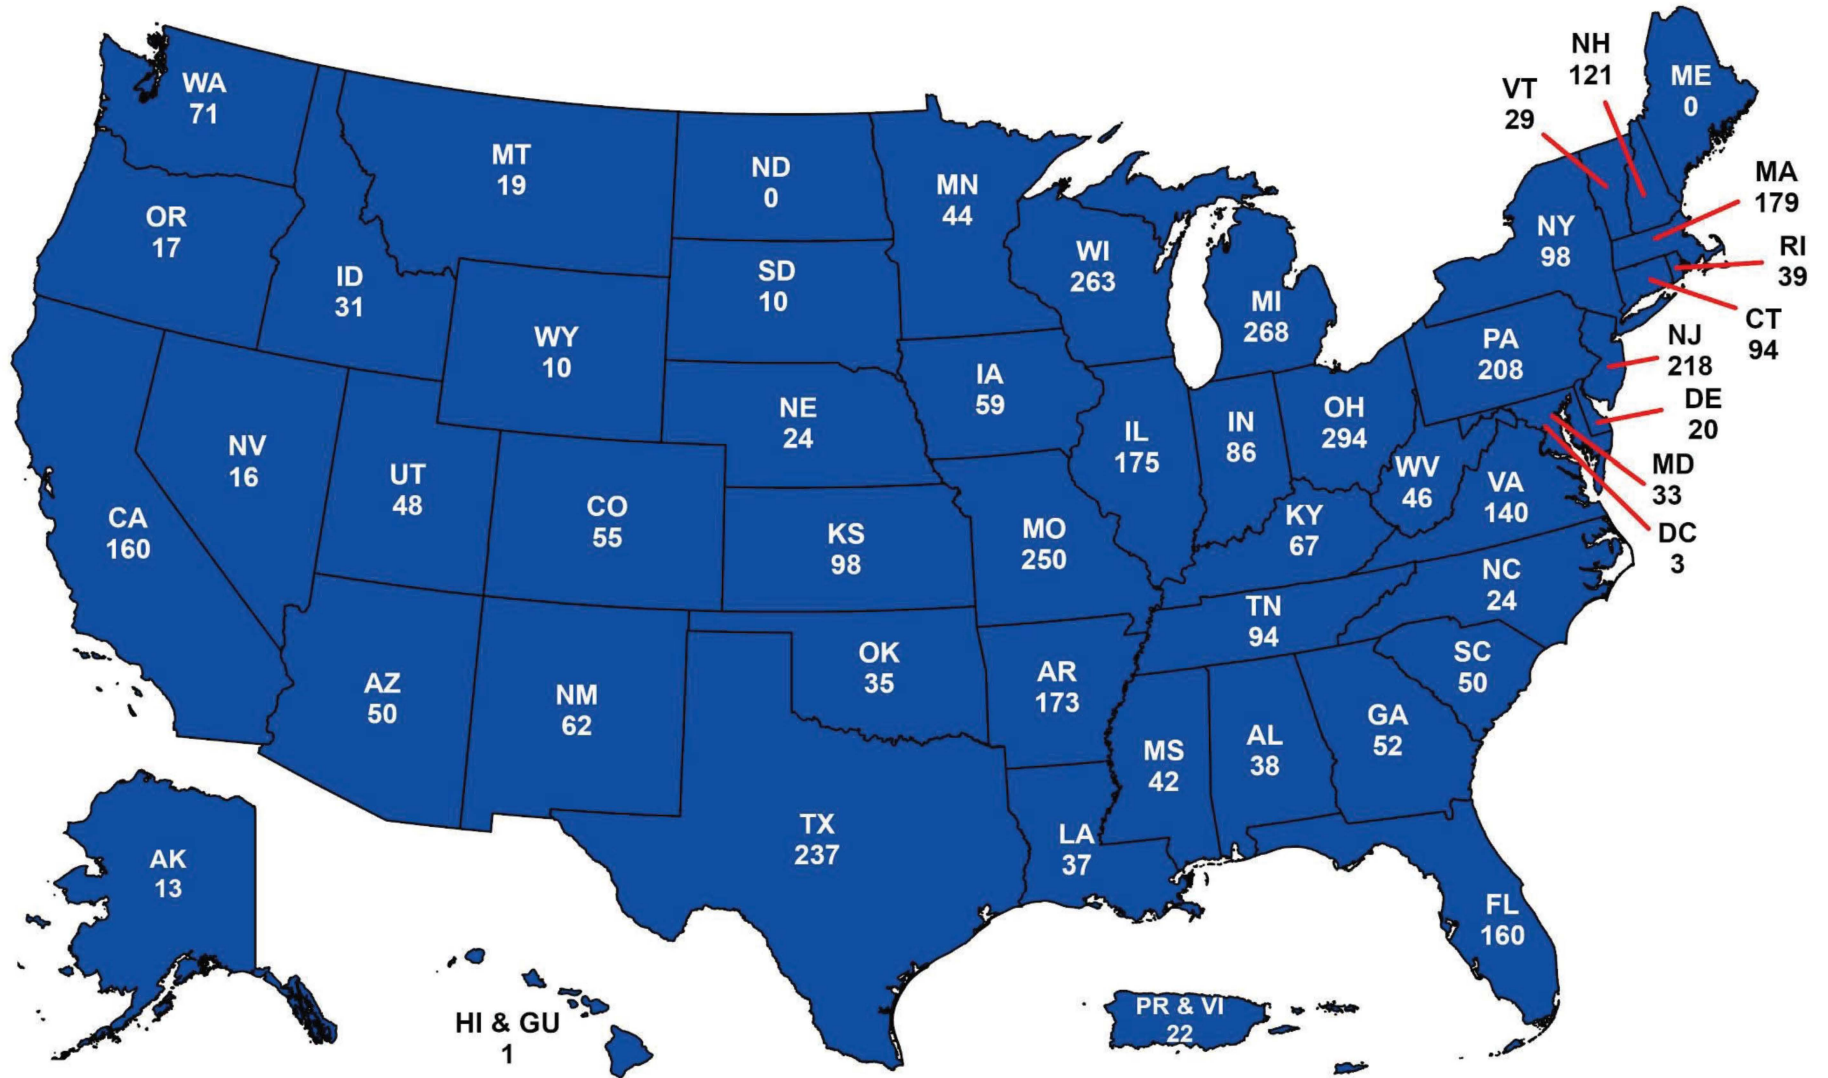 WA
71
OR
17
CA
160
NV
16
ID
31
MT
19
WY
10
UT
48
CO
55
AZ
50
NM
62
ND
0
SD
10
NE
24
KS
98
OK
35
TX
237
MN
44
IA
59
MO
250
AR
173
LA
37
WI
263
IL
175
MI
268
IN
86
OH
294
KY
67
TN
94
MS
42
AL
38
GA
52
FL
160
SC
50
NC
24
VA
140
WV
46
PA
208
NY
98
VT
29
NH
121
ME
0
MA
179
RI
39
CT
94
NJ
218
DE
20
MD
33
DC
3
AK
13
HI & GU
1
PR & VI
22